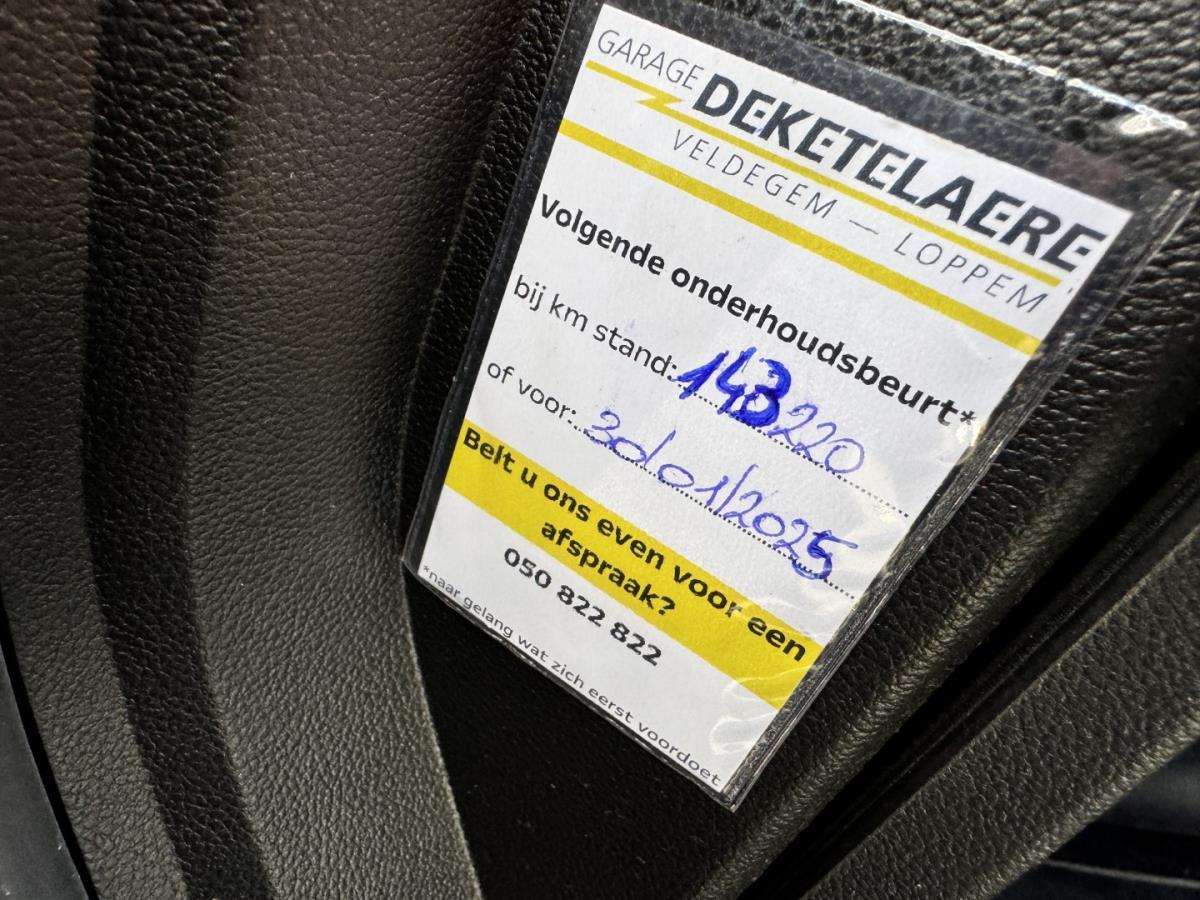 GARAGE
DEKETELAERE
VELDEGEM — LOPPEM
Volgende onderhoudsbeurt*
bij km stand: 143220
of voor: 30/01/2025
Belt u ons even voor een
afspraak?
050 822 822
*naar gelang wat zich eerst voordoet